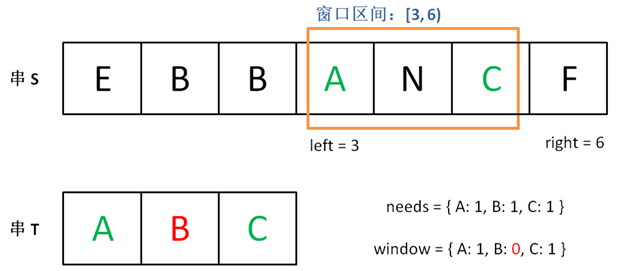 窗口区间：[3, 6)
串 S E B B A N C F
left = 3 right = 6
串 T A B C
needs = { A: 1, B: 1, C: 1 }
window = { A: 1, B: 0, C: 1 }